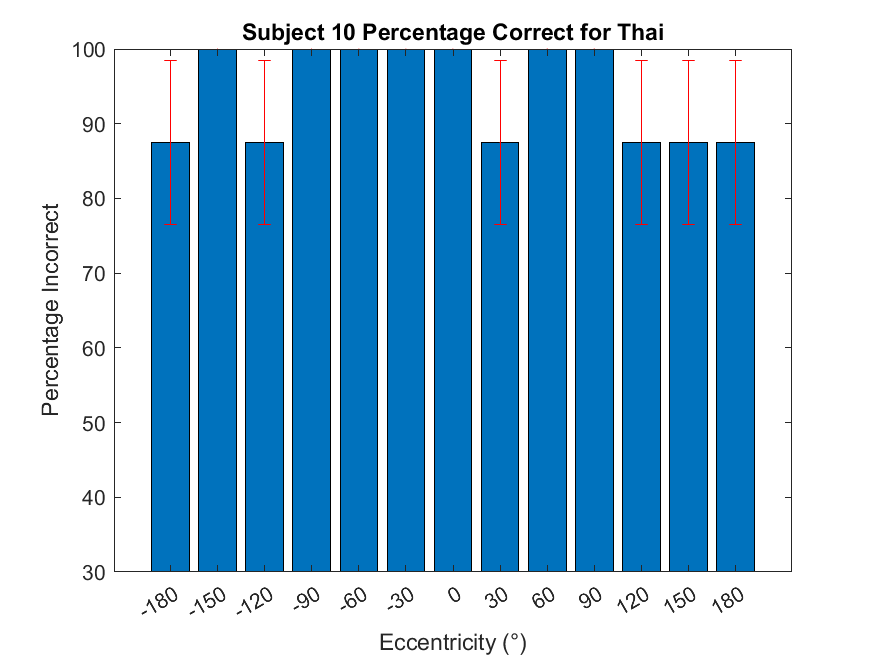 Subject 10 Percentage Correct for Thai
100
90
80
70
60
50
40
30
Percentage Incorrect
-180 -150 -120 -90 -60 -30 0 30 60 90 120 150 180
Eccentricity (°)